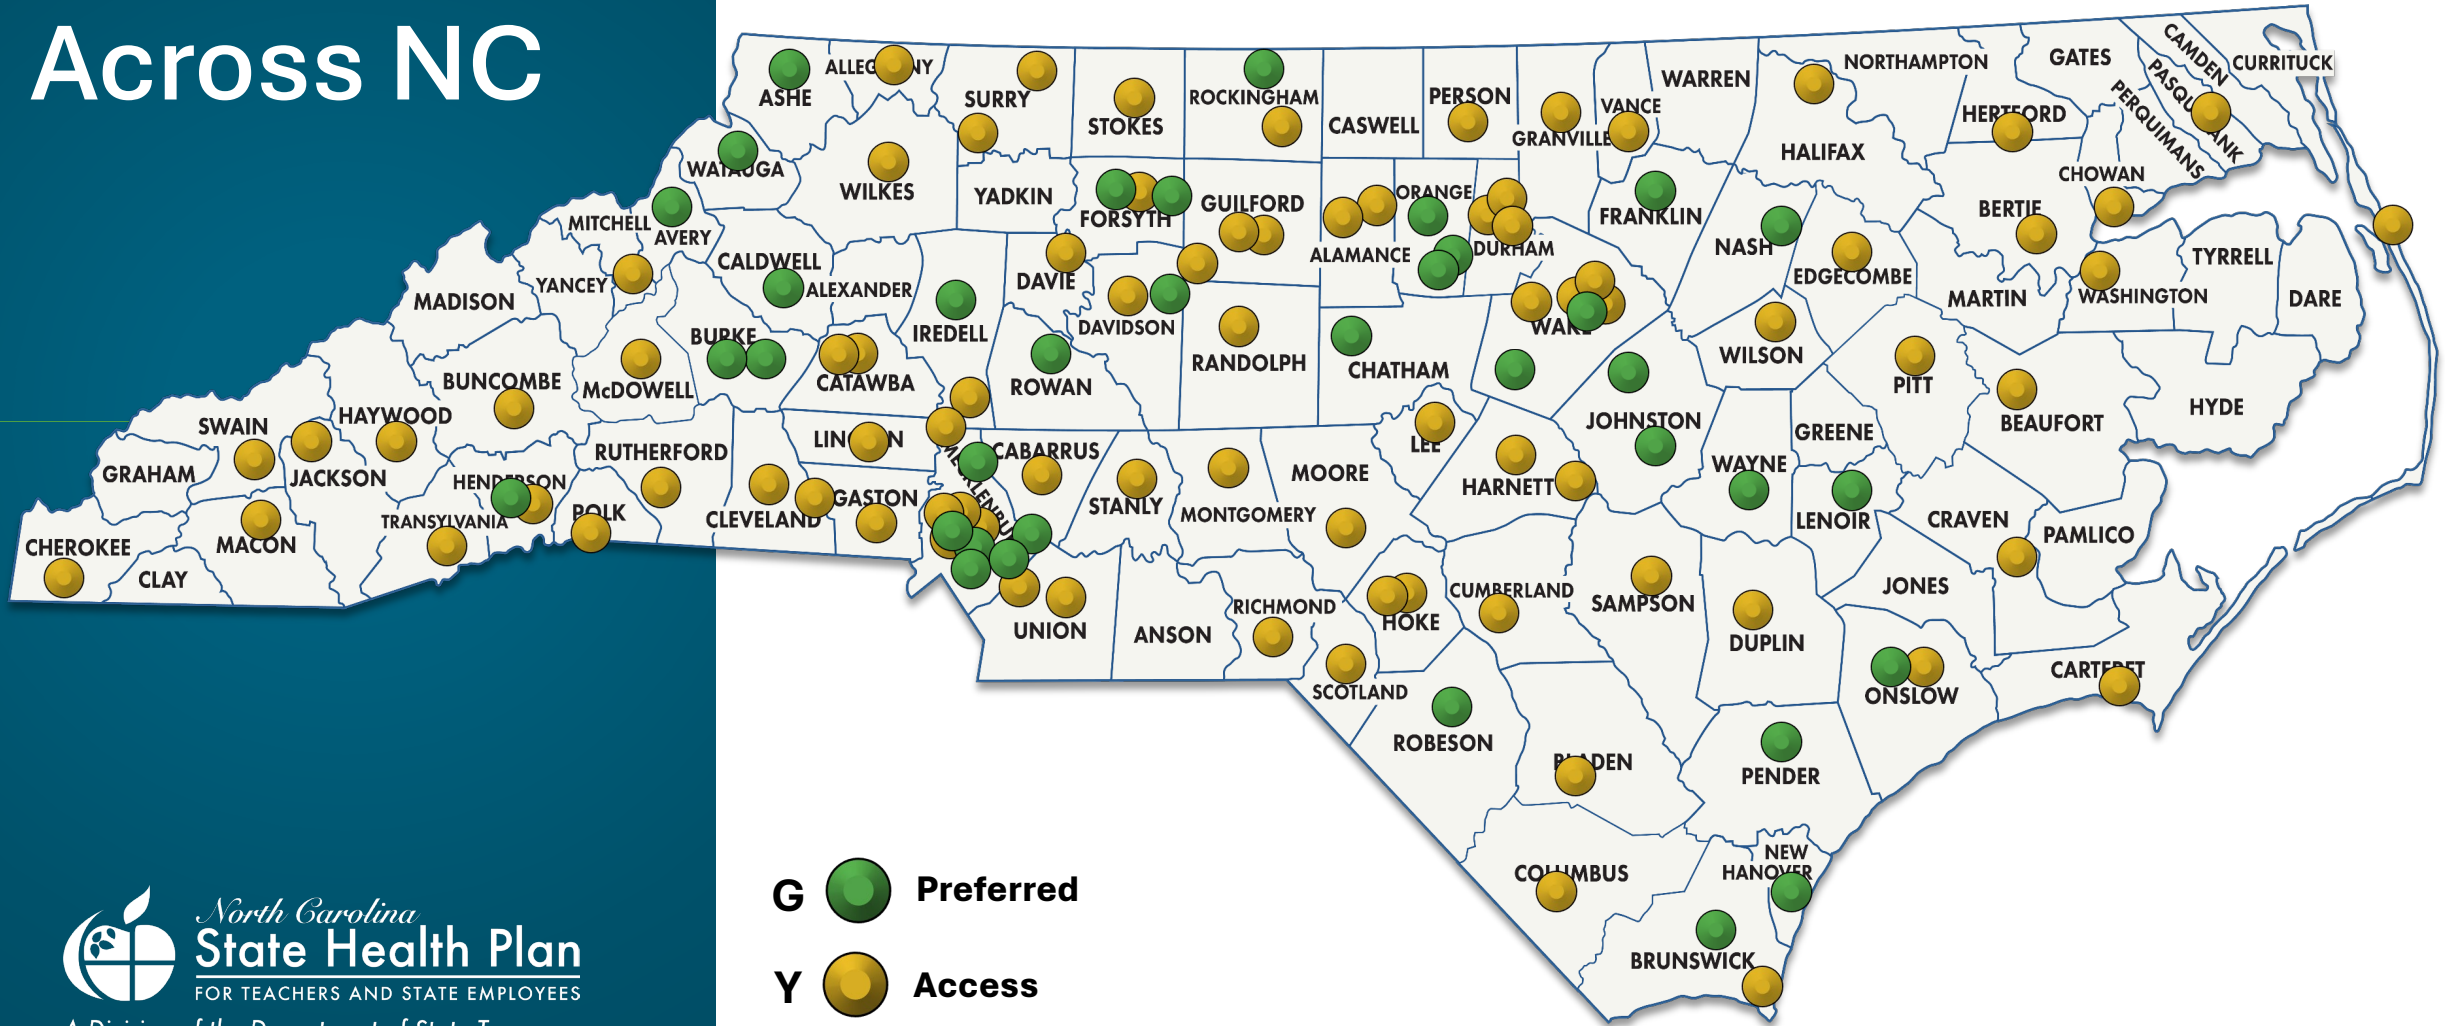 Across NC
ASHE
ALLEG NY
SURRY
STOKES
ROCKINGHAM
CASWELL
PERSON
GRANVILLE
VANCE
WARREN
NORTHAMPTON
HALIFAX
HERTFORD
GATES
CAMDEN
PASQU ANK
PERQUIMANS
CURRITUCK
CHOWAN
WATAUGA
WILKES
YADKIN
FORSYTH
GUILFORD
ALAMANCE
ORANGE
DURHAM
FRANKLIN
NASH
EDGECOMBE
BERTIE
MARTIN
WASHINGTON
TYRRELL
DARE
MITCHELL
AVERY
YANCEY
MADISON
CALDWELL
ALEXANDER
IREDELL
DAVIE
DAVIDSON
RANDOLPH
CHATHAM
WAKE
WILSON
PITT
BEAUFORT
HYDE
BURKE
McDOWELL
CATAWBA
ROWAN
BUNCOMBE
HAYWOOD
SWAIN
GRAHAM
JACKSON
HENDERSON
TRANSYLVANIA
POLK
RUTHERFORD
CLEVELAND
LINCOLN
GASTON
CABARRUS
STANLY
MONTGOMERY
MOORE
LEE
HARNETT
JOHNSTON
WAYNE
GREENE
LENOIR
CRAVEN
PAMLICO
JONES
CHEROKEE
CLAY
MACON
UNION
ANSON
RICHMOND
SCOTLAND
HOKE
CUMBERLAND
SAMPSON
DUPLIN
ONSLOW
CARTERET
ROBESON
BLADEN
PENDER
COLUMBUS
NEW
HANOVER
BRUNSWICK
G Preferred
Y Access
North Carolina
State Health Plan
FOR TEACHERS AND STATE EMPLOYEES